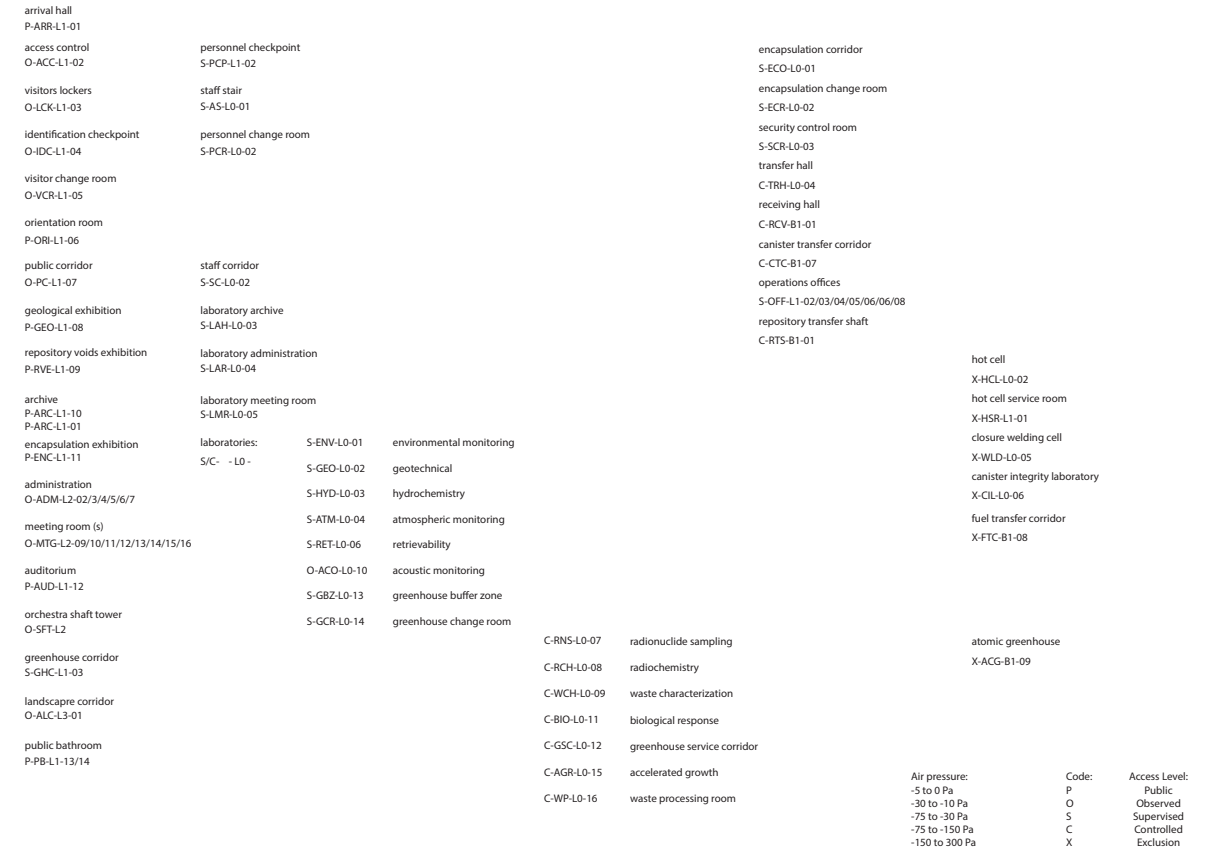 arrival hall
P-ARR-L1-01
access control
O-ACC-L1-02
visitors lockers
O-LCK-L1-03
identification checkpoint
O-IDC-L1-04
visitor change room
O-VCR-L1-05
orientation room
P-ORI-L1-06
public corridor
O-PC-L1-07
geological exhibition
P-GEO-L1-08
repository voids exhibition
P-RVE-L1-09
archive
P-ARC-L1-10
P-ARC-L1-01
encapsulation exhibition
P-ENC-L1-11
administration
O-ADM-L2-02/3/4/5/6/7
meeting room (s)
O-MTG-L2-09/10/11/12/13/14/15/16
auditorium
P-AUD-L1-12
orchestra shaft tower
O-SFT-L2
greenhouse corridor
S-GHC-L1-03
landscapre corridor
O-ALC-L3-01
public bathroom
P-PB-L1-13/14
personnel checkpoint
S-PCP-L1-02
staff stair
S-AS-L0-01
personnel change room
S-PCR-L0-02
staff corridor
S-SC-L0-02
laboratory archive
S-LAH-L0-03
laboratory administration
S-LAR-L0-04
laboratory meeting room
S-LMR-L0-05
laboratories:
S/C- - L0 -
S-ENV-L0-01 environmental monitoring
S-GEO-L0-02 geotechnical
S-HYD-L0-03 hydrochemistry
S-ATM-L0-04 atmospheric monitoring
S-RET-L0-06 retrievability
O-ACO-L0-10 acoustic monitoring
S-GBZ-L0-13 greenhouse buffer zone
S-GCR-L0-14 greenhouse change room
C-RNS-L0-07 radionuclide sampling
C-RCH-L0-08 radiochemistry
C-WCH-L0-09 waste characterization
C-BIO-L0-11 biological response
C-GSC-L0-12 greenhouse service corridor
C-AGR-L0-15 accelerated growth
C-WP-L0-16 waste processing room
encapsulation corridor
S-ECO-L0-01
encapsulation change room
S-ECR-L0-02
security control room
S-SCR-L0-03
transfer hall
C-TRH-L0-04
receiving hall
C-RCV-B1-01
canister transfer corridor
C-CTC-B1-07
operations offices
S-OFF-L1-02/03/04/05/06/06/08
repository transfer shaft
C-RTS-B1-01
hot cell
X-HCL-L0-02
hot cell service room
X-HSR-L1-01
closure welding cell
X-WLD-L0-05
canister integrity laboratory
X-CIL-L0-06
fuel transfer corridor
X-FTC-B1-08
atomic greenhouse
X-ACG-B1-09
Air pressure: Code: Access Level:
-5 to 0 Pa P Public
-30 to -10 Pa O Observed
-75 to -30 Pa S Supervised
-75 to -150 Pa C Controlled
-150 to 300 Pa X Exclusion